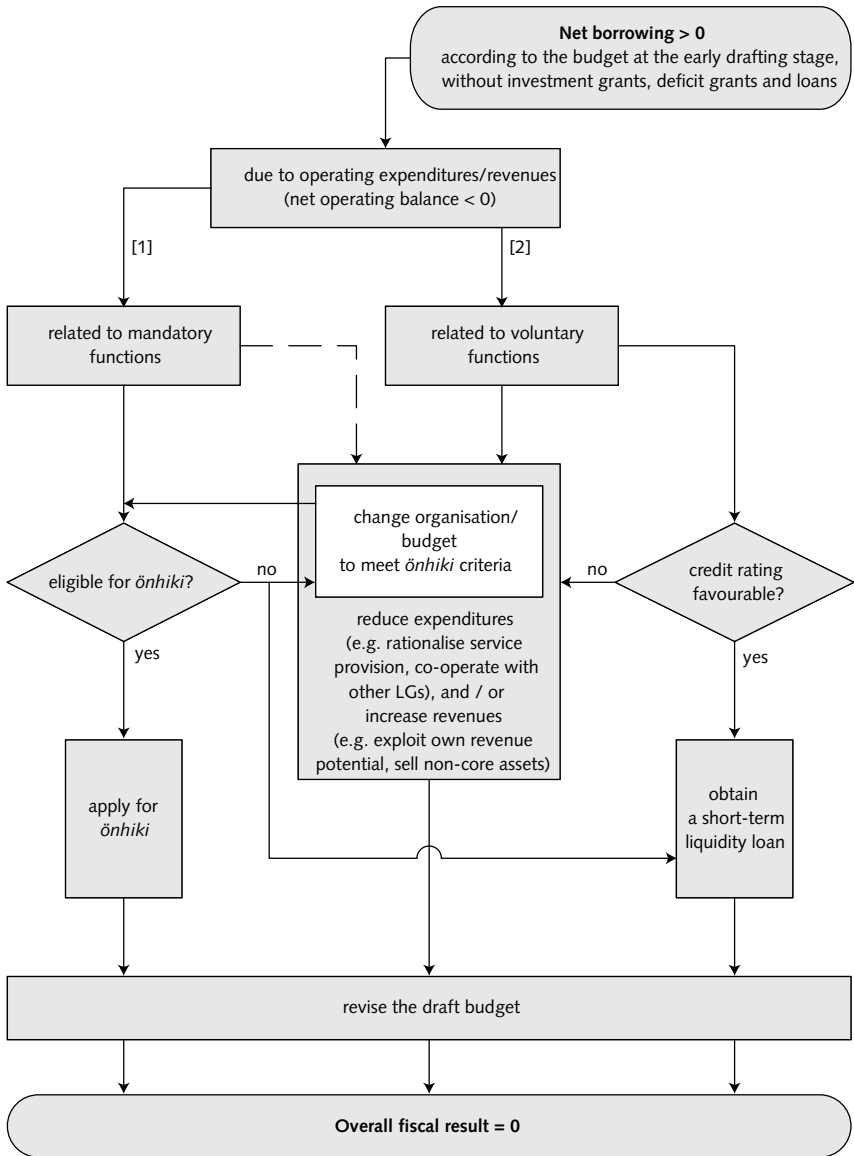 Net borrowing > 0
according to the budget at the early drafting stage,
without investment grants, deficit grants and loans
due to operating expenditures/revenues
(net operating balance < 0)
[1]
[2]
related to mandatory
functions
related to voluntary
functions
change organisation/
budget
to meet önhiki criteria
eligible for önhiki?
no
no
credit rating
favourable?
reduce expenditures
(e.g. rationalise service
provision, co-operate with
other LGs), and / or
increase revenues
(e.g. exploit own revenue
potential, sell non-core assets)
yes
yes
apply for
önhiki
obtain
a short-term
liquidity loan
revise the draft budget
Overall fiscal result = 0